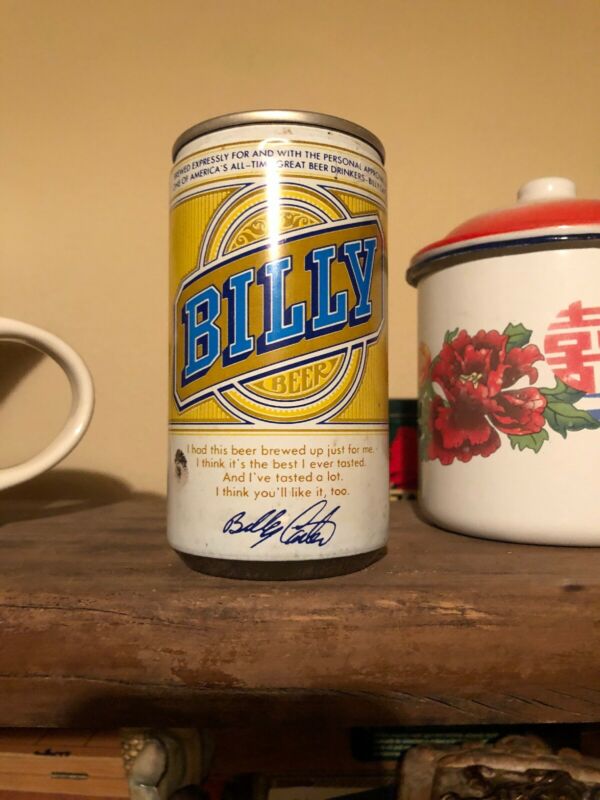 EXPRESSLY FOR AND WITH THE PERSONAL
OF AMERICA'S ALL-TIME GREAT BEER DRINKERS-BILLY
BILLY
BEER
I had this beer brewed up just for me.
I think it's the best I ever tasted.
And I've tasted a lot.
I think you'll like it, too.
Billy Carter
囍